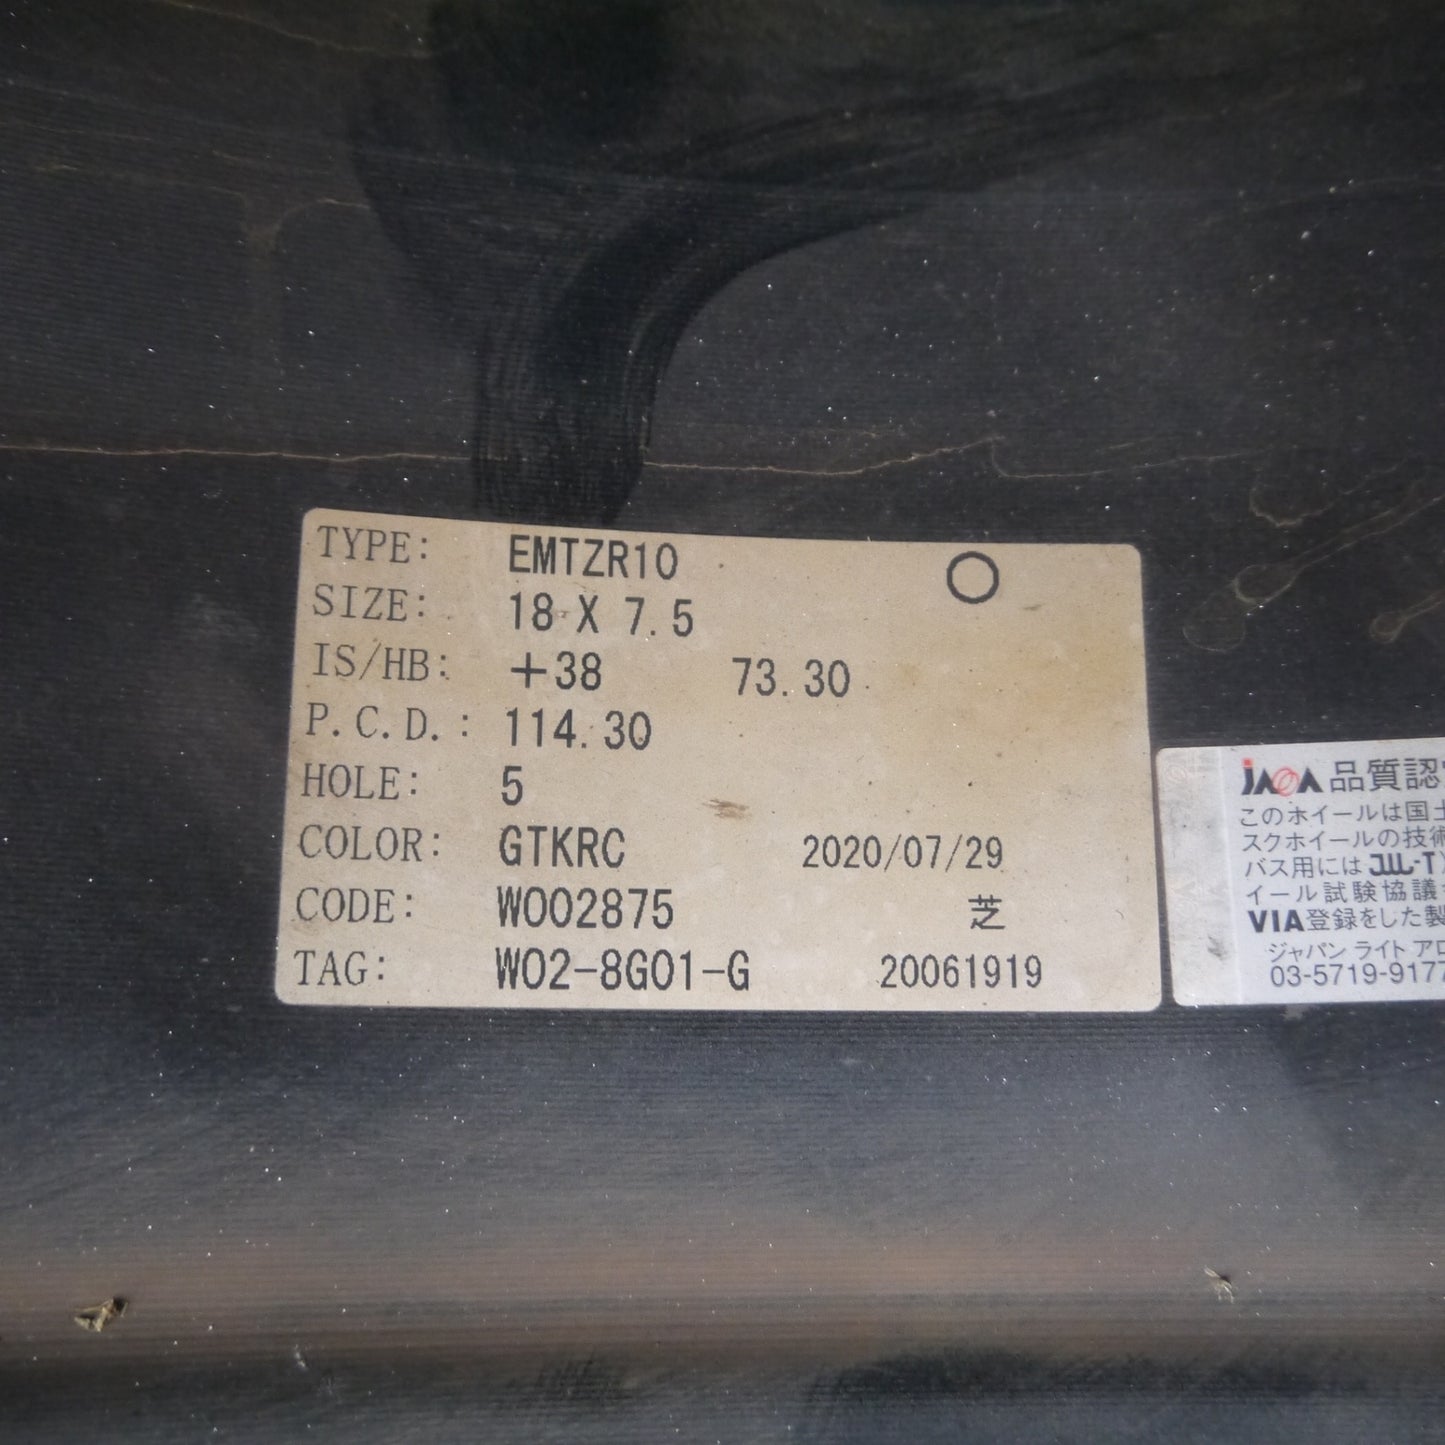 TYPE: EMTZR10 ○
SIZE: 18 X 7.5
IS/HB: +38 73.30
P.C.D.: 114.30
HOLE: 5
COLOR: GTKRC 2020/07/29
CODE: W002875 芝
TAG: W02-8G01-G 20061919
JAWA 品質認
このホイールは国土
スクホイールの技術
バス用には JWL-T
イール試験協議
VIA登録をした製
ジャパン ライト アロ
03-5719-9177